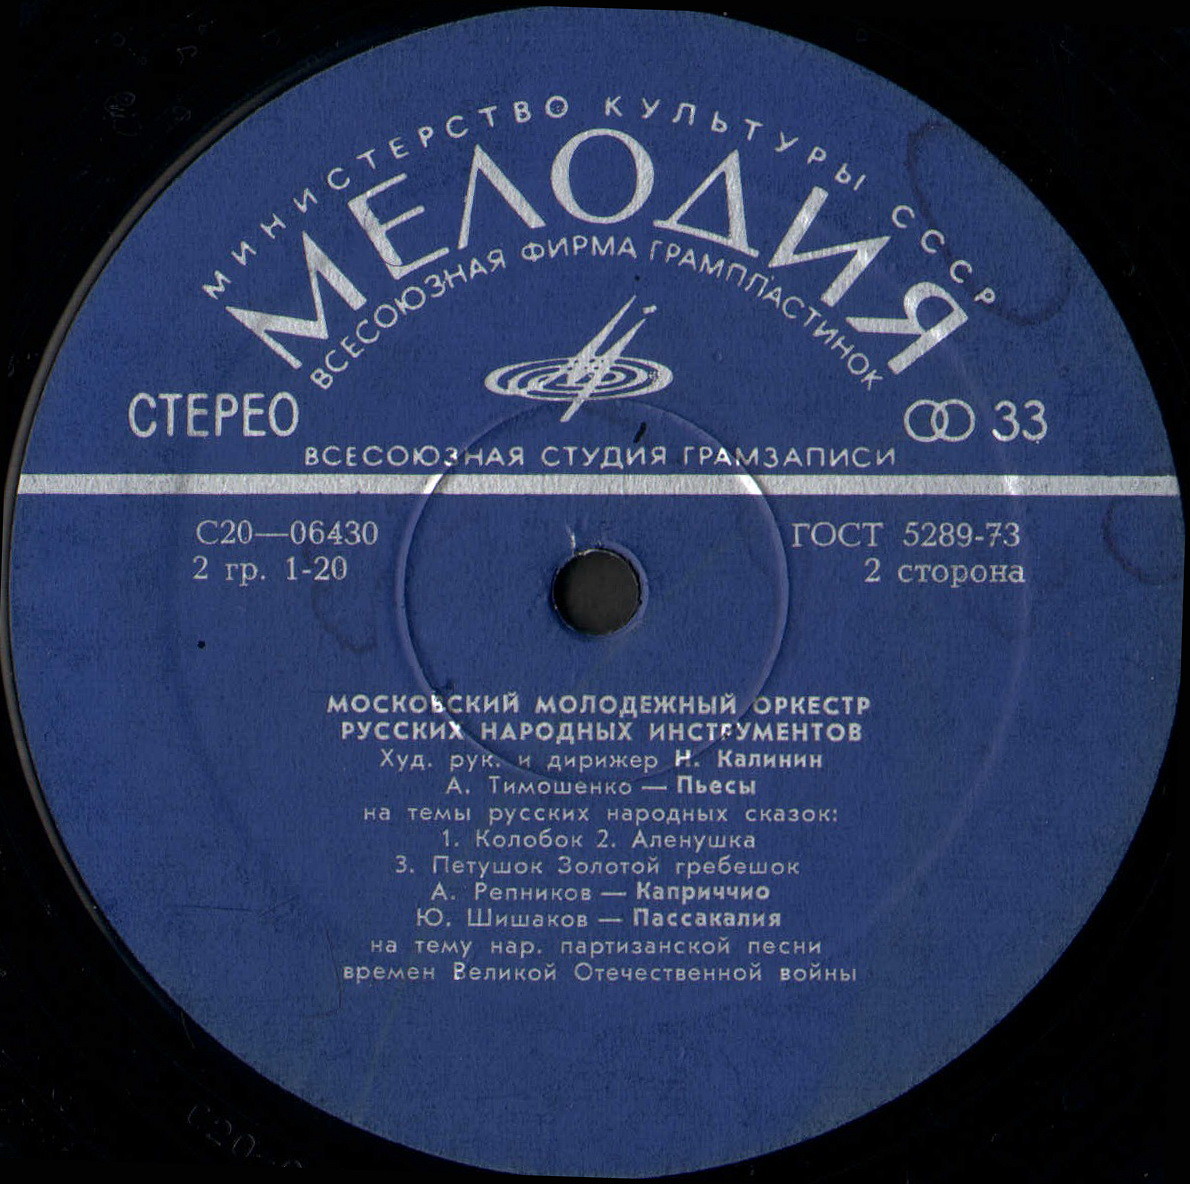 МИНИСТЕРСТВО КУЛЬТУРЫ СССР
МЕЛОДИЯ
ВСЕСОЮЗНАЯ ФИРМА ГРАМПЛАСТИНОК
СТЕРЕО
33
ВСЕСОЮЗНАЯ СТУДИЯ ГРАМЗАПИСИ
С20—06430
ГОСТ 5289-73
2 гр. 1-20
2 сторона
МОСКОВСКИЙ МОЛОДЕЖНЫЙ ОРКЕСТР
РУССКИХ НАРОДНЫХ ИНСТРУМЕНТОВ
Худ. рук. и дирижер Н. Калинин
А. Тимошенко — Пьесы
на темы русских народных сказок:
1. Колобок 2. Аленушка
3. Петушок Золотой гребешок
А. Репников — Каприччио
Ю. Шишаков — Пассакалия
на тему нар. партизанской песни
времен Великой Отечественной войны